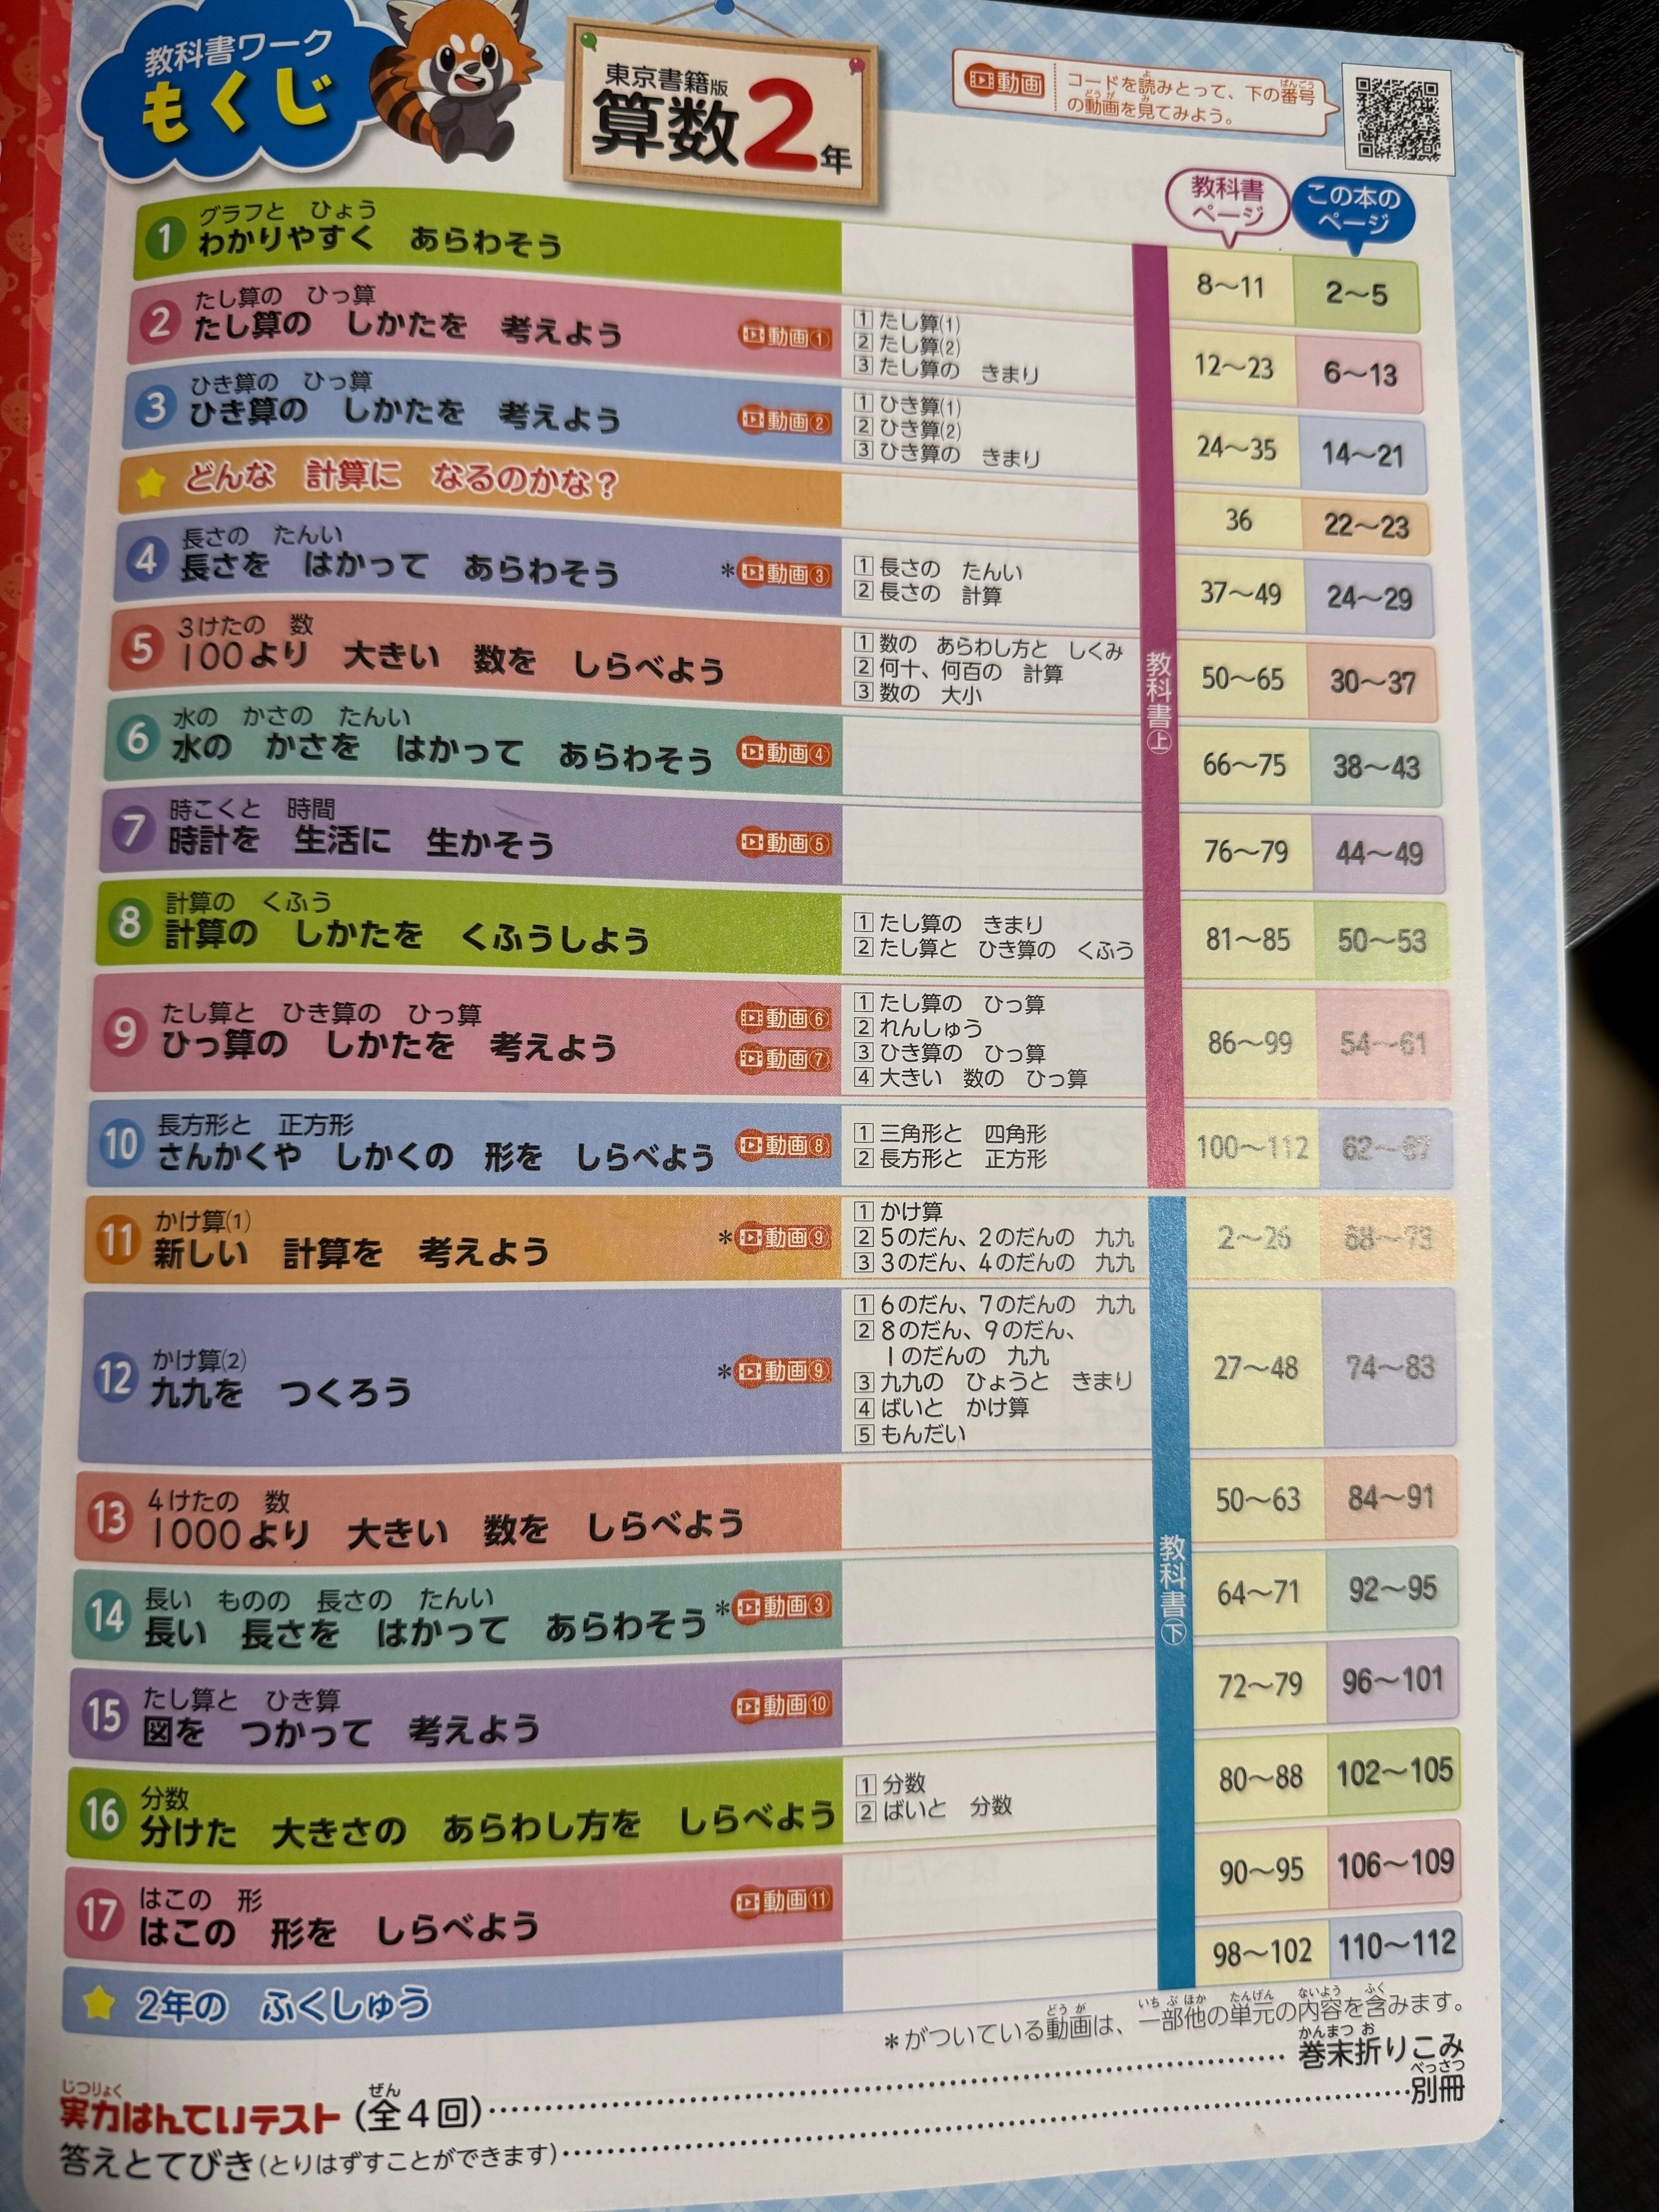 教科書ワーク
もくじ
東京書籍版
算数2年
動画
コードを読みとって、下の番号
の動画を見てみよう。
教科書
ページ
この本の
ページ
1 グラフと ひょう
わかりやすく あらわそう
8〜11 2〜5
2 たし算の ひっ算
たし算の しかたを 考えよう 動画①
1 たし算(1)
2 たし算(2)
3 たし算の きまり
12〜23 6〜13
3 ひき算の ひっ算
ひき算の しかたを 考えよう 動画②
1 ひき算(1)
2 ひき算(2)
3 ひき算の きまり
24〜35 14〜21
どんな 計算に なるのかな?
36 22〜23
4 長さの たんい
長さを はかって あらわそう *動画③
1 長さの たんい
2 長さの 計算
37〜49 24〜29
5 3けたの 数
100より 大きい 数を しらべよう
1 数の あらわし方と しくみ
2 何十、何百の 計算
3 数の 大小
50〜65 30〜37
教科書㊤
6 水の かさの たんい
水の かさを はかって あらわそう 動画④
66〜75 38〜43
7 時こくと 時間
時計を 生活に 生かそう 動画⑤
76〜79 44〜49
8 計算の くふう
計算の しかたを くふうしよう
1 たし算の きまり
2 たし算と ひき算の くふう
81〜85 50〜53
9 たし算と ひき算の ひっ算
ひっ算の しかたを 考えよう
動画⑥
動画⑦
1 たし算の ひっ算
2 れんしゅう
3 ひき算の ひっ算
4 大きい 数の ひっ算
86〜99 54〜61
10 長方形と 正方形
さんかくや しかくの 形を しらべよう 動画⑧
1 三角形と 四角形
2 長方形と 正方形
100〜112 62〜67
11 かけ算(1)
新しい 計算を 考えよう *動画⑨
1 かけ算
2 5のだん、2のだんの 九九
3 3のだん、4のだんの 九九
2〜26 68〜73
12 かけ算(2)
九九を つくろう *動画⑨
1 6のだん、7のだんの 九九
2 8のだん、9のだん、
1のだんの 九九
3 九九の ひょうと きまり
4 ばいと かけ算
5 もんだい
27〜48 74〜83
13 4けたの 数
1000より 大きい 数を しらべよう
50〜63 84〜91
教科書㊦
14 長い ものの 長さの たんい
長い 長さを はかって あらわそう *動画③
64〜71 92〜95
15 たし算と ひき算
図を つかって 考えよう 動画⑩
72〜79 96〜101
16 分数
分けた 大きさの あらわし方を しらべよう
1 分数
2 ばいと 分数
80〜88 102〜105
17 はこの 形
はこの 形を しらべよう 動画⑪
90〜95 106〜109
2年の ふくしゅう
98〜102 110〜112
*がついている動画は、一部他の単元の内容を含みます。
実力はんていテスト(全4回)……巻末折りこみ
答えとてびき(とりはずすことができます)……別冊